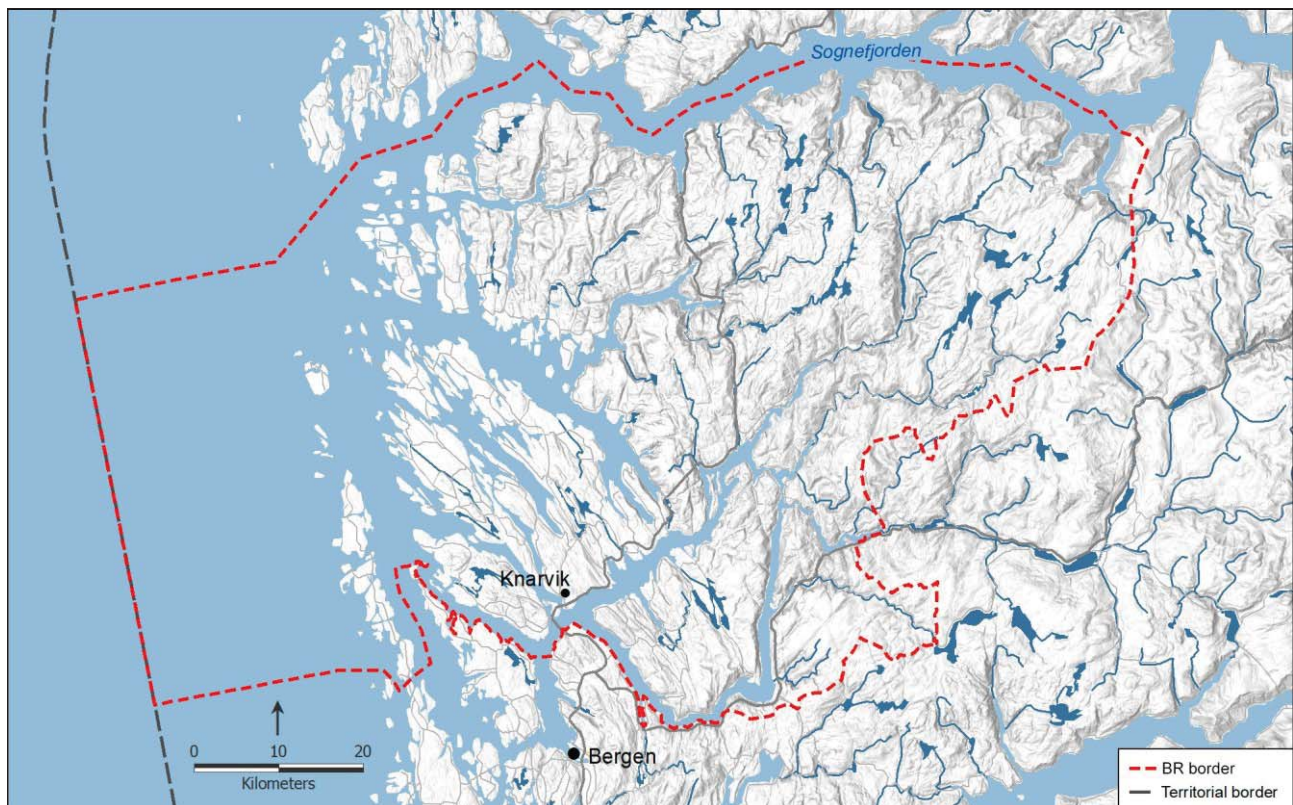 Sognefjorden
Knarvik
Bergen
0 10 20
Kilometers
BR border
Territorial border